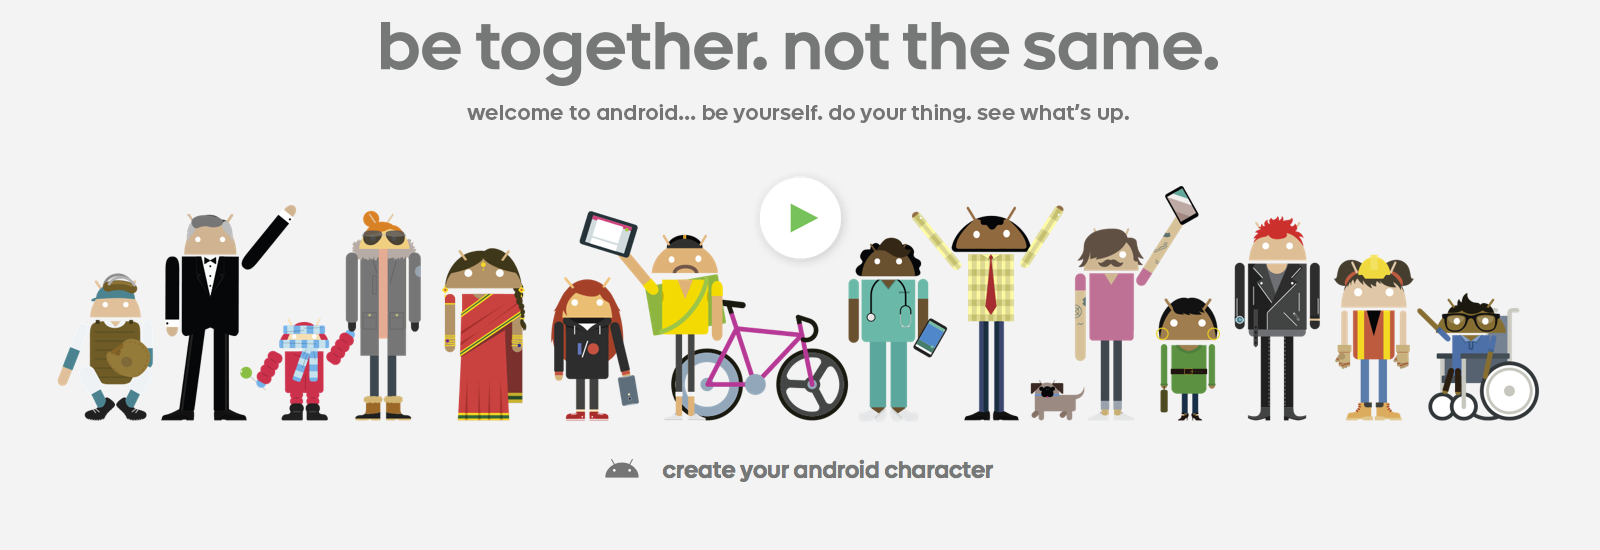 be together. not the same.
welcome to android... be yourself. do your thing. see what's up.
create your android character